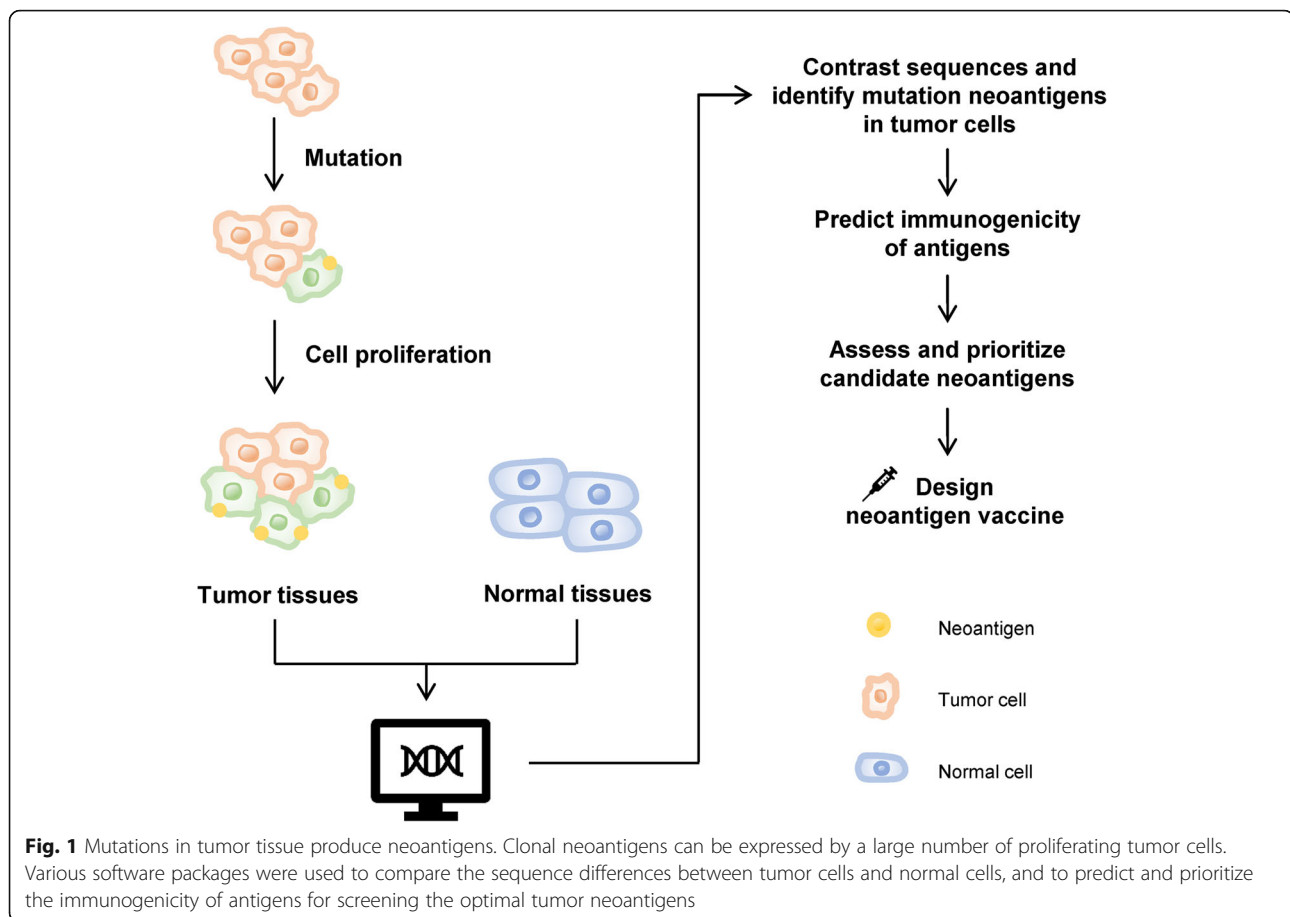 Mutation
Cell proliferation
Tumor tissues
Normal tissues
Contrast sequences and
identify mutation neoantigens
in tumor cells
Predict immunogenicity
of antigens
Assess and prioritize
candidate neoantigens
Design
neoantigen vaccine
Neoantigen
Tumor cell
Normal cell
Fig. 1 Mutations in tumor tissue produce neoantigens. Clonal neoantigens can be expressed by a large number of proliferating tumor cells.
Various software packages were used to compare the sequence differences between tumor cells and normal cells, and to predict and prioritize
the immunogenicity of antigens for screening the optimal tumor neoantigens